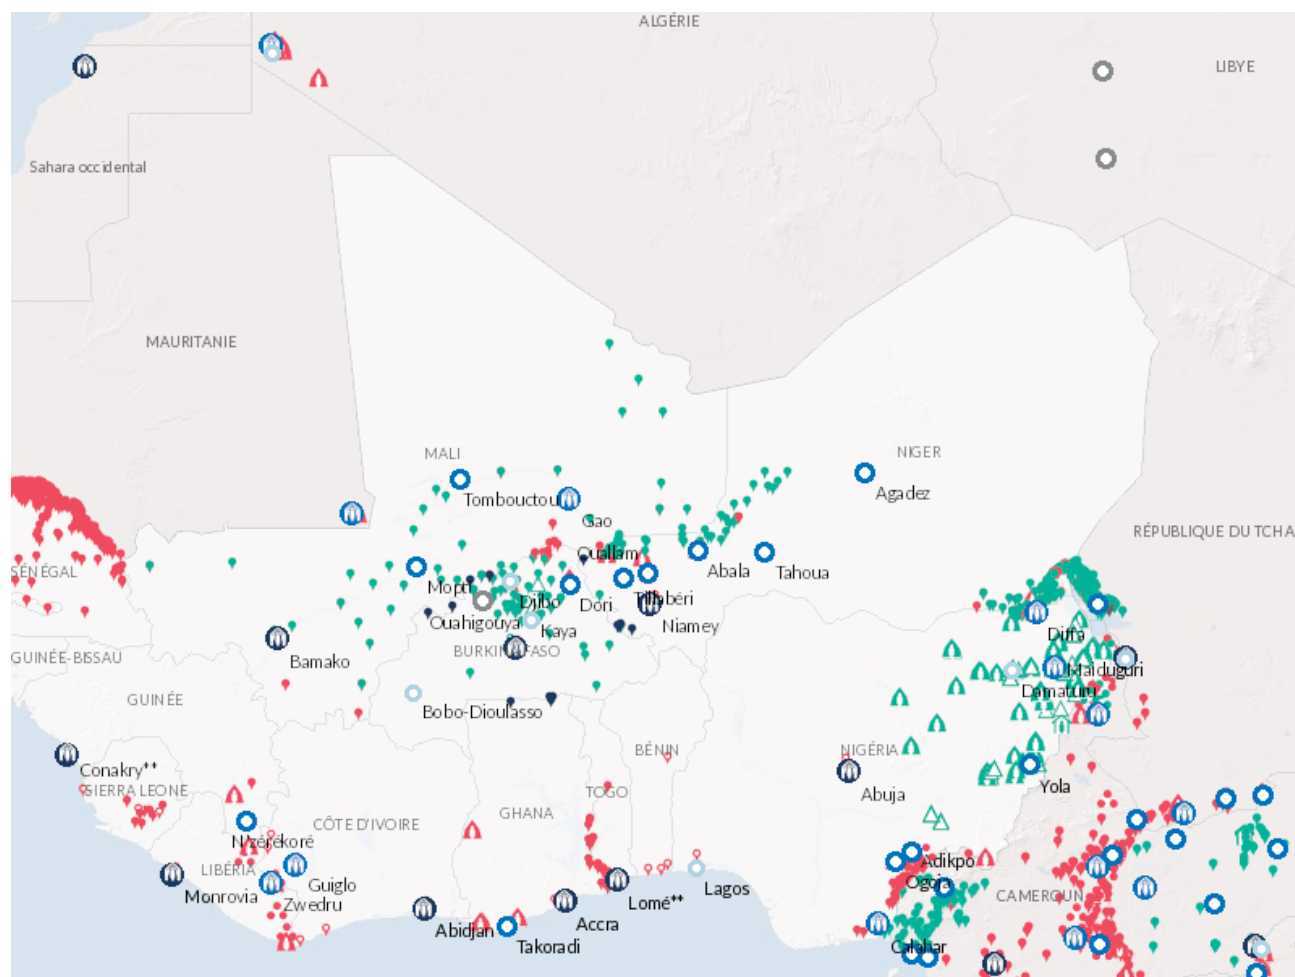 ALGÉRIE
LIBYE
Sahara occidental
MAURITANIE
MALI
NIGER
Tombouctou
Agadez
Gao
RÉPUBLIQUE DU TCHA
Ouallam
SÉNÉGAL
Mopti
Abala
Tahoua
Djibo
Dori
Tillabéri
Ouahigouya
Kaya
Niamey
Diffa
BURKINA FASO
GUINÉE-BISSAU
Bamako
Maiduguri
Damaturu
GUINÉE
Bobo-Dioulasso
BÉNIN
NIGÉRIA
Conakry**
SIERRA LEONE
TOGO
Abuja
Yola
GHANA
CÔTE D'IVOIRE
N'zérékoré
Adikpo
LIBÉRIA
Guiglo
Ogoja
Monrovia
Zwedru
Lomé**
Lagos
CAMEROUN
Abidjan
Accra
Takoradi
Calabar